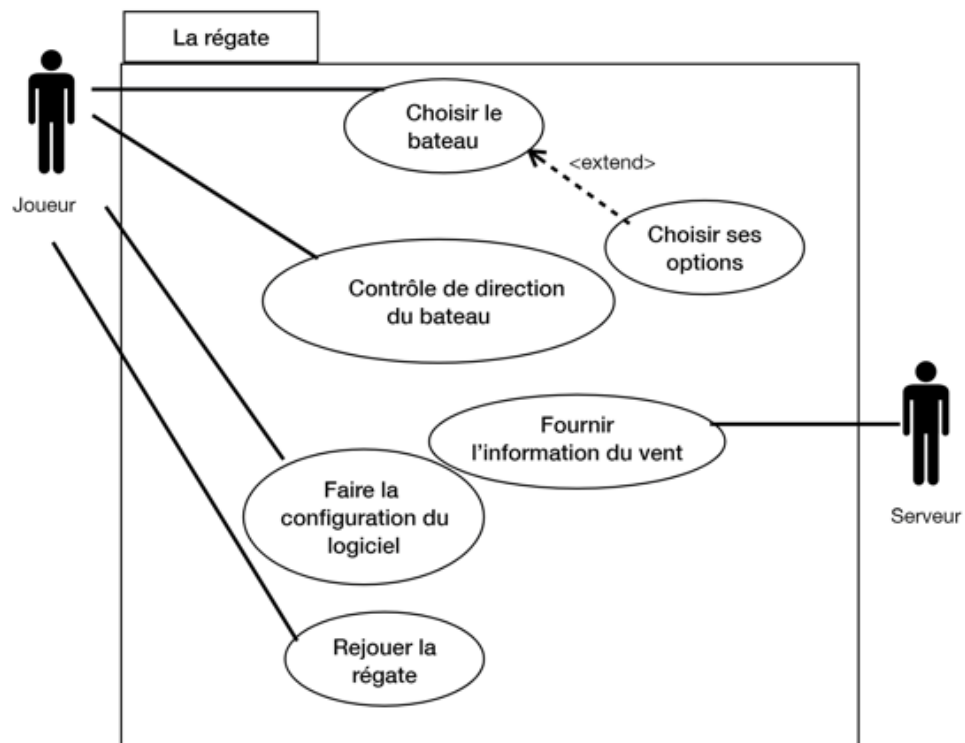 La régate
Choisir le
bateau
<extend>
Joueur
Choisir ses
options
Contrôle de direction
du bateau
Fournir
l'information du vent
Faire la
configuration du
logiciel
Serveur
Rejouer la
régate